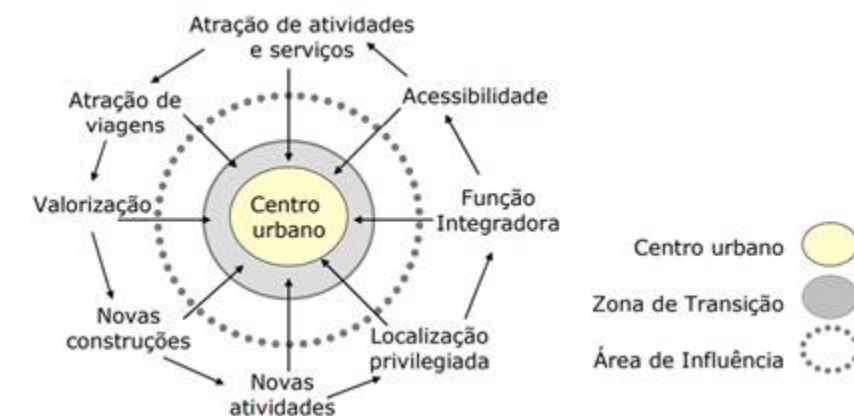 Atração de atividades
e serviços
Atração de
viagens
Acessibilidade
Valorização
Centro
urbano
Função
Integradora
Novas
construções
Localização
privilegiada
Novas
atividades
Centro urbano
Zona de Transição
Área de Influência